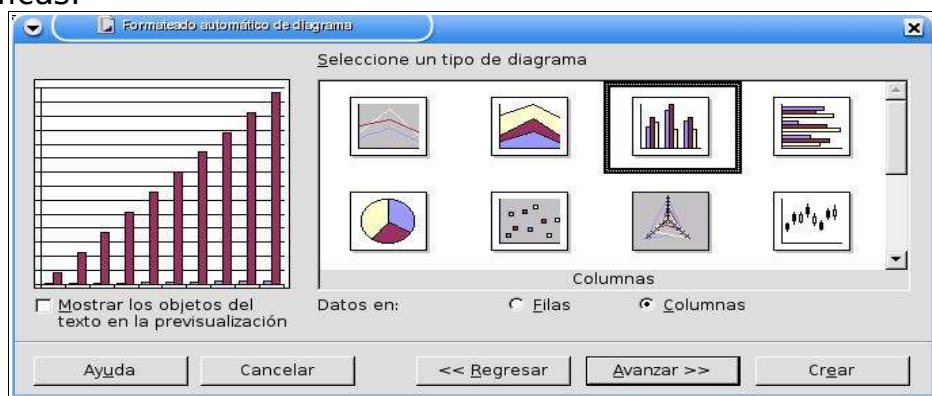 Formateado automático de diagrama
Seleccione un tipo de diagrama
Columnas
Mostrar los objetos del
texto en la previsualización
Datos en: Filas Columnas
Ayuda Cancelar << Regresar Avanzar >> Crear